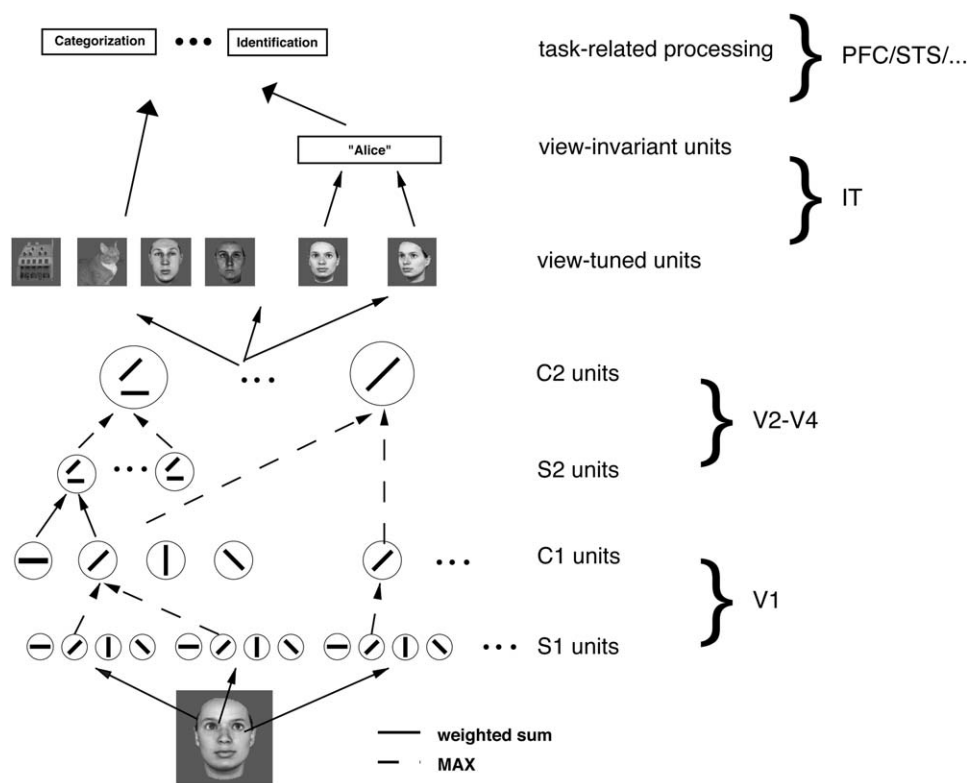 Categorization ••• Identification
task-related processing
PFC/STS/...
"Alice"
view-invariant units
IT
view-tuned units
C2 units
V2-V4
S2 units
C1 units
V1
S1 units
weighted sum
MAX